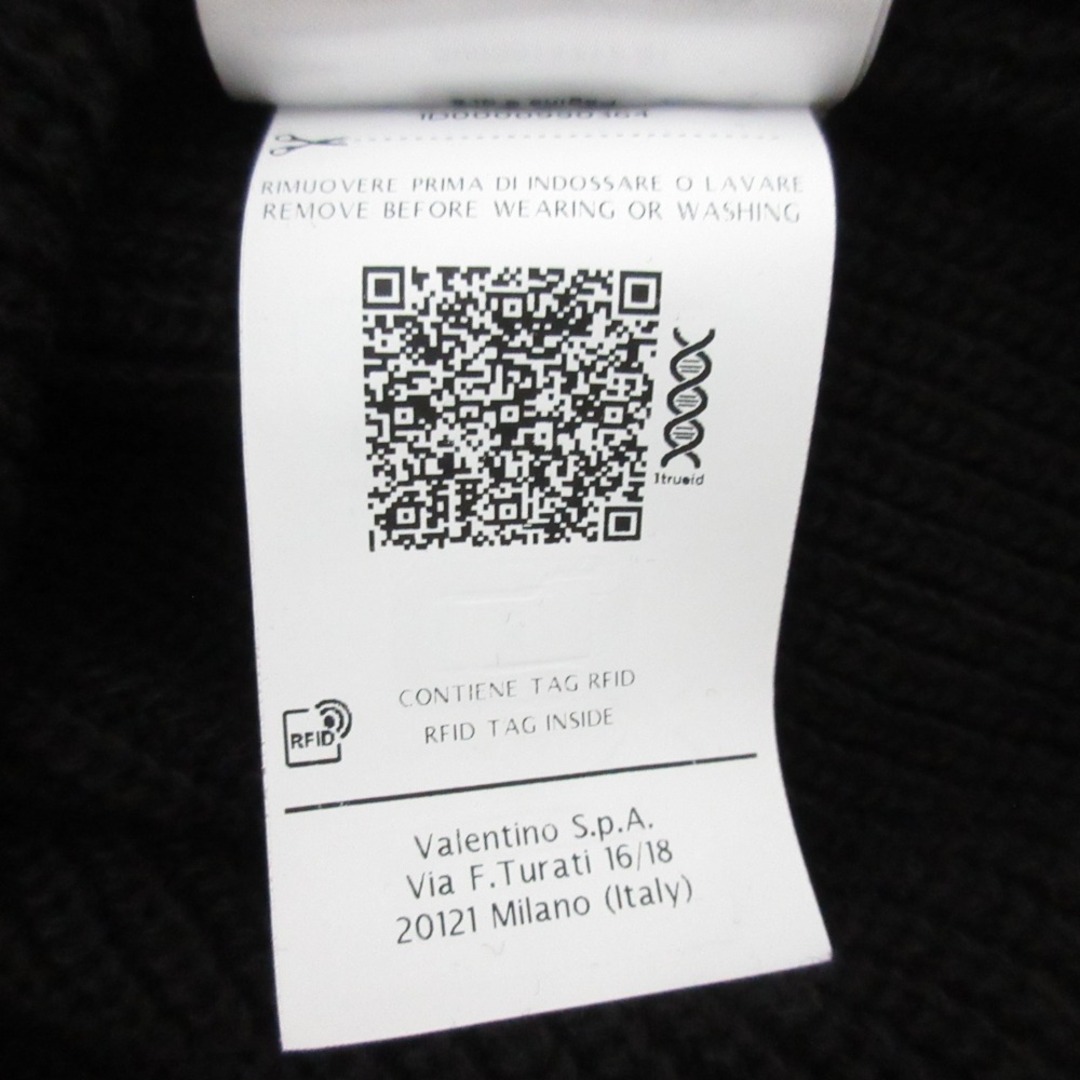 RIMUOVERE PRIMA DI INDOSSARE O LAVARE
REMOVE BEFORE WEARING OR WASHING
1trueid
CONTIENE TAG RFID
RFID TAG INSIDE
RFID
Valentino S.p.A.
Via F.Turati 16/18
20121 Milano (Italy)